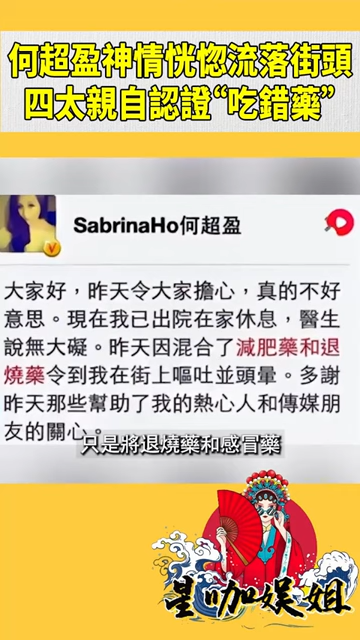 何超盈神情恍惚流落街頭
四太親自認證“吃錯藥”
SabrinaHo何超盈
V
大家好，昨天令大家擔心，真的不好
意思。現在我已出院在家休息，醫生
說無大礙。昨天因混合了減肥藥和退
燒藥令到我在街上嘔吐並頭暈。多謝
昨天那些幫助了我的熱心人和傳媒朋
友的關心。
只是將退燒藥和感冒藥
星咖娱姐